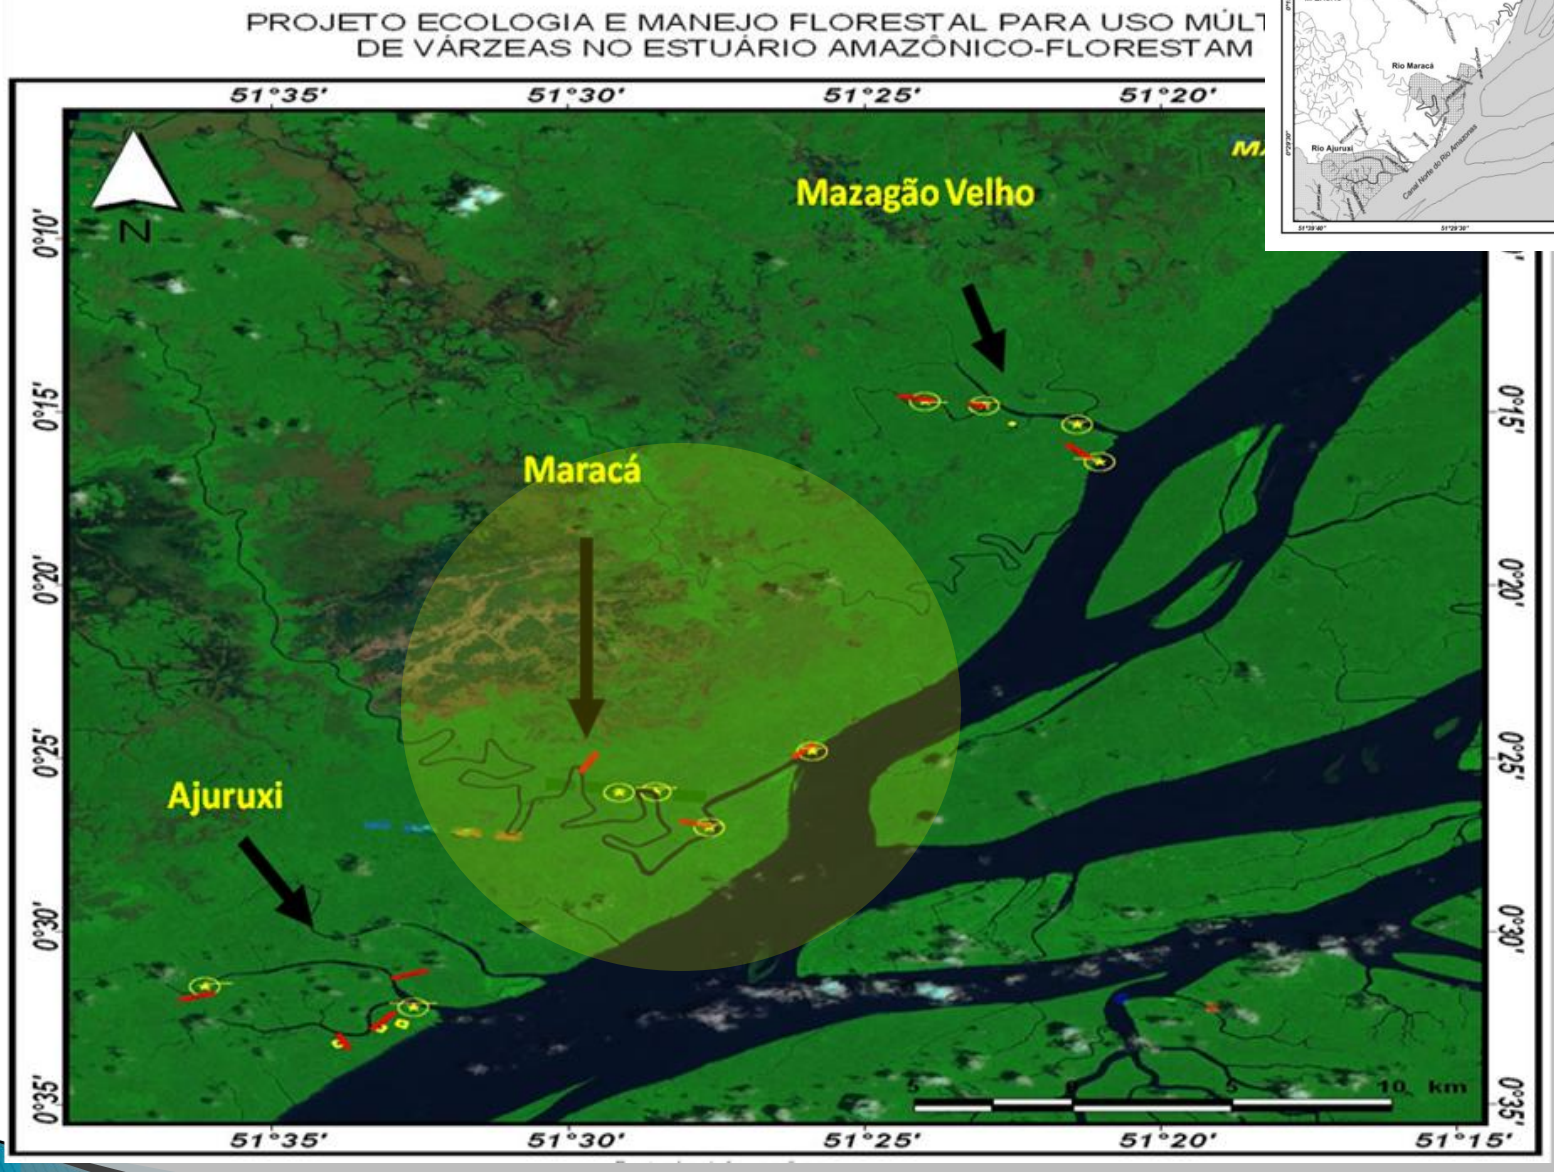 PROJETO ECOLOGIA E MANEJO FLORESTAL PARA USO MÚLT
DE VÁRZEAS NO ESTUÁRIO AMAZÔNICO-FLORESTAM
Rio Maracá
Rio Ajuruxi
Canal Norte do Rio Amazonas
51°35' 51°30' 51°25' 51°20'
Mazagão Velho
N
0°10'
0°15' 0°15'
Maracá
0°20' 0°20'
0°25' 0°25'
Ajuruxi
0°30' 0°30'
0°35' 0°35'
5 0 5 10 km
51°35' 51°30' 51°25' 51°20' 51°15'